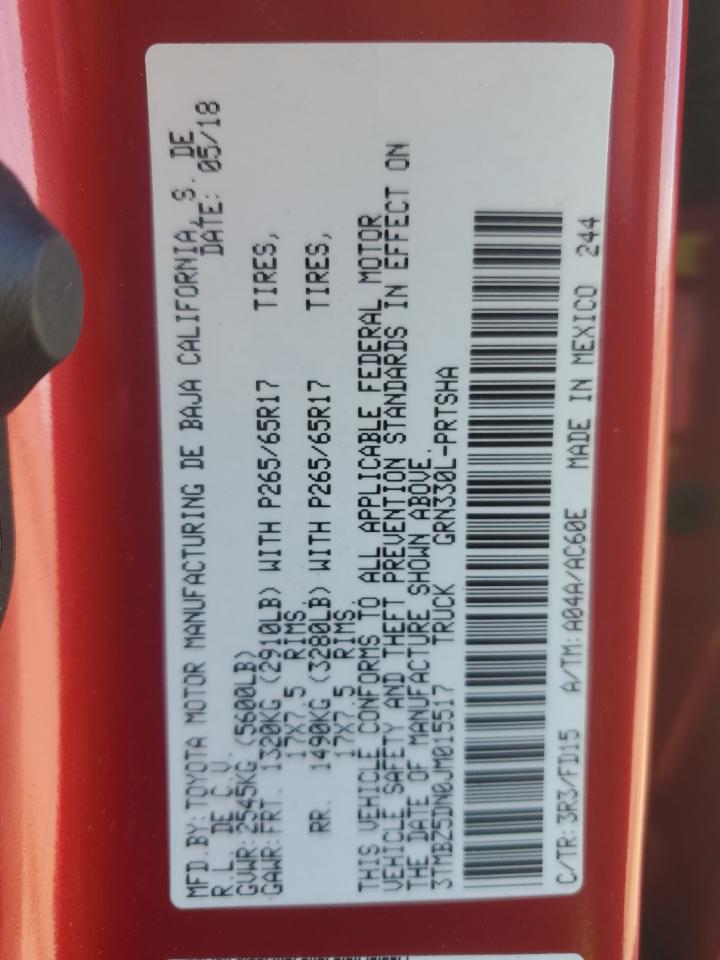 MFD.BY:TOYOTA MOTOR MANUFACTURING DE BAJA CALIFORNIA,S. DE
R.L. DE C.V. DATE: 05/18
GVWR:2545KG (5600LB)
GAWR:FRT. 1320KG (2910LB) WITH P265/65R17 TIRES,
17X7.5 RIMS.
RR. 1490KG (3280LB) WITH P265/65R17 TIRES,
17X7.5 RIMS.
THIS VEHICLE CONFORMS TO ALL APPLICABLE FEDERAL MOTOR
VEHICLE SAFETY AND THEFT PREVENTION STANDARDS IN EFFECT ON
THE DATE OF MANUFACTURE SHOWN ABOVE.
3TMBZ5DN0JM015517 TRUCK GRN330L-PRTSHA
C/TR:3R3/FD15 A/TM:A04A/AC60E MADE IN MEXICO 244